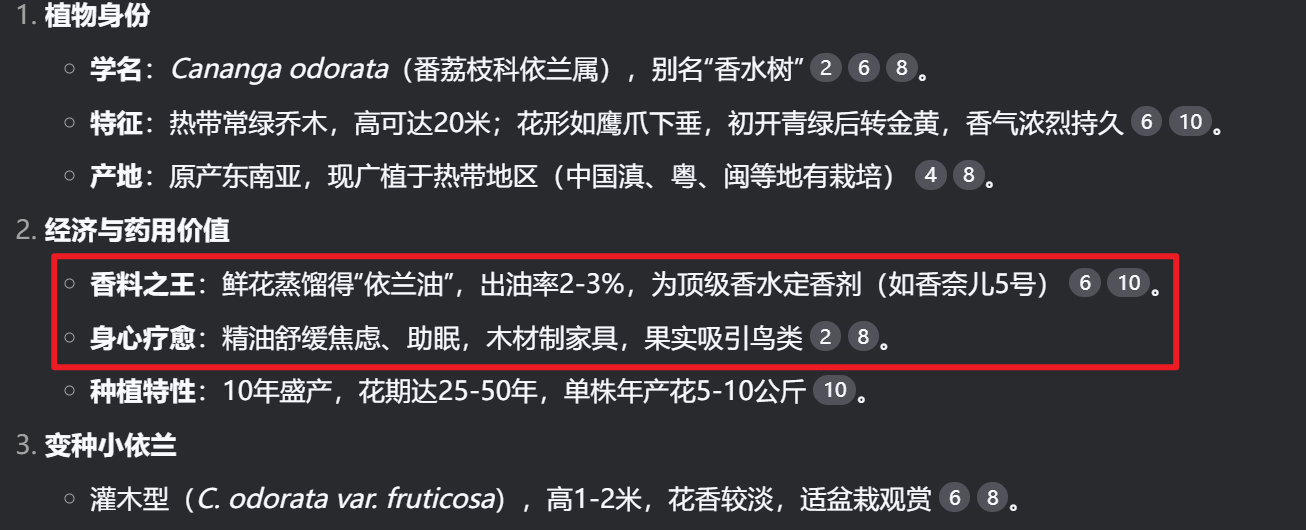 1. 植物身份
○ 学名：Cananga odorata（番荔枝科依兰属），别名“香水树” 2 6 8 。
○ 特征：热带常绿乔木，高可达20米；花形如鹰爪下垂，初开青绿后转金黄，香气浓烈持久 6 10 。
○ 产地：原产东南亚，现广植于热带地区（中国滇、粤、闽等地有栽培） 4 8 。
2. 经济与药用价值
○ 香料之王：鲜花蒸馏得“依兰油”，出油率2-3%，为顶级香水定香剂（如香奈儿5号） 6 10 。
○ 身心疗愈：精油舒缓焦虑、助眠，木材制家具，果实吸引鸟类 2 8 。
○ 种植特性：10年盛产，花期达25-50年，单株年产花5-10公斤 10 。
3. 变种小依兰
○ 灌木型（C. odorata var. fruticosa），高1-2米，花香较淡，适盆栽观赏 6 8 。